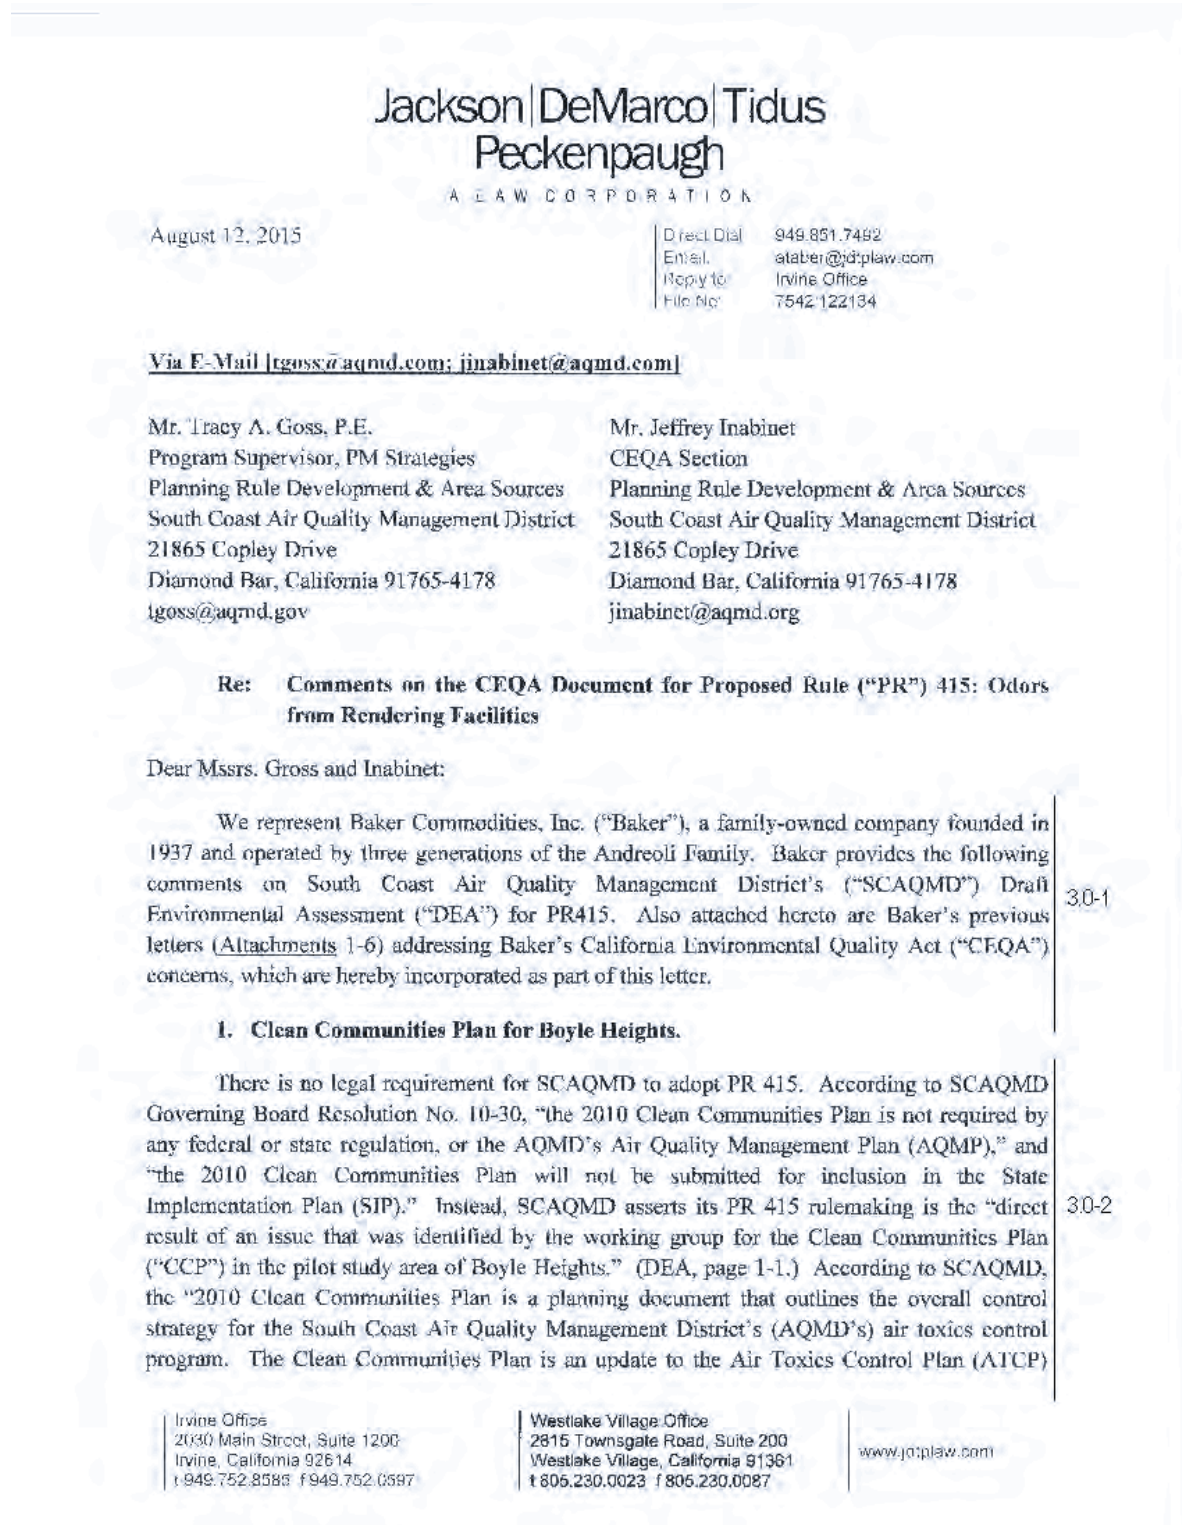 Jackson|DeMarco|Tidus
Peckenpaugh
A LAW CORPORATION
August 12, 2015
Direct Dial 949.851.7492
Email: ataber@jdtplaw.com
Reply to: Irvine Office
File No: 7542 122134
Via E-Mail [tgoss@aqmd.com; jinabinet@aqmd.com]
Mr. Tracy A. Goss, P.E.
Program Supervisor, PM Strategies
Planning Rule Development & Area Sources
South Coast Air Quality Management District
21865 Copley Drive
Diamond Bar, California 91765-4178
tgoss@aqmd.gov
Mr. Jeffrey Inabinet
CEQA Section
Planning Rule Development & Area Sources
South Coast Air Quality Management District
21865 Copley Drive
Diamond Bar, California 91765-4178
jinabinet@aqmd.org
Re: Comments on the CEQA Document for Proposed Rule (“PR”) 415: Odors
from Rendering Facilities
Dear Mssrs. Gross and Inabinet:
We represent Baker Commodities, Inc. (“Baker”), a family-owned company founded in
1937 and operated by three generations of the Andreoli Family. Baker provides the following
comments on South Coast Air Quality Management District’s (“SCAQMD”) Draft
Environmental Assessment (“DEA”) for PR415. Also attached hereto are Baker’s previous
letters (Attachments 1-6) addressing Baker’s California Environmental Quality Act (“CEQA”)
concerns, which are hereby incorporated as part of this letter.
3.0-1
1. Clean Communities Plan for Boyle Heights.
There is no legal requirement for SCAQMD to adopt PR 415. According to SCAQMD
Governing Board Resolution No. 10-30, “the 2010 Clean Communities Plan is not required by
any federal or state regulation, or the AQMD’s Air Quality Management Plan (AQMP),” and
“the 2010 Clean Communities Plan will not be submitted for inclusion in the State
Implementation Plan (SIP).” Instead, SCAQMD asserts its PR 415 rulemaking is the “direct
result of an issue that was identified by the working group for the Clean Communities Plan
(“CCP”) in the pilot study area of Boyle Heights.” (DEA, page 1-1.) According to SCAQMD,
the “2010 Clean Communities Plan is a planning document that outlines the overall control
strategy for the South Coast Air Quality Management District’s (AQMD’s) air toxics control
program. The Clean Communities Plan is an update to the Air Toxics Control Plan (ATCP)
3.0-2
Irvine Office
2030 Main Street, Suite 1200
Irvine, California 92614
t 949.752.8585 f 949.752.0597
Westlake Village Office
2815 Townsgate Road, Suite 200
Westlake Village, California 91361
t 805.230.0023 f 805.230.0087
www.jdtplaw.com